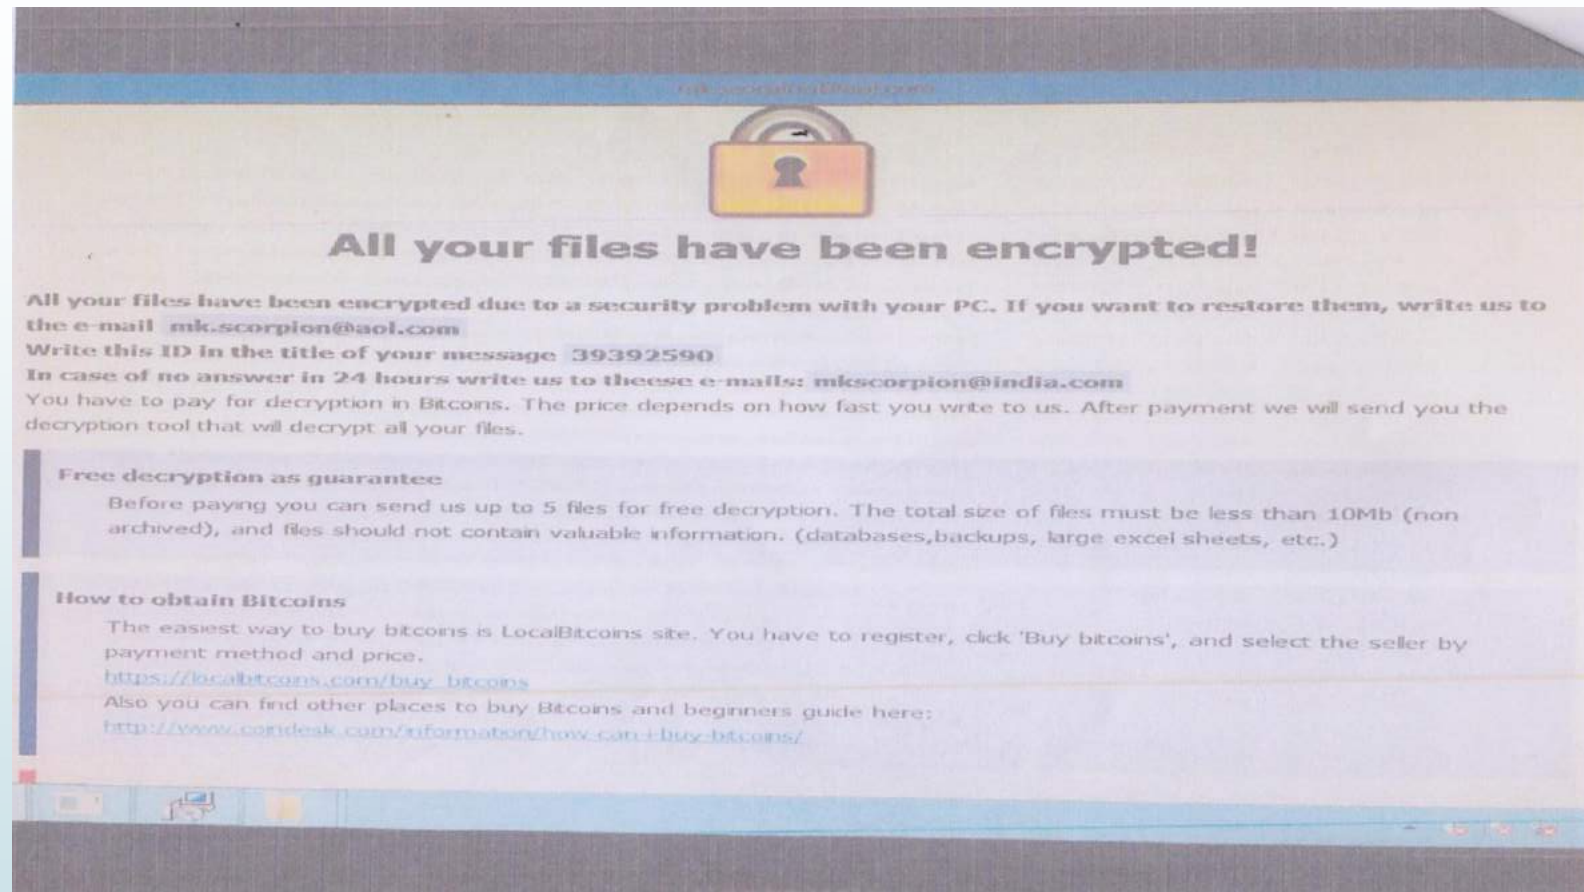 All your files have been encrypted!
All your files have been encrypted due to a security problem with your PC. If you want to restore them, write us to
the e-mail mk.scorpion@aol.com
Write this ID in the title of your message 39392590
In case of no answer in 24 hours write us to theese e-mails: mkscorpion@india.com
You have to pay for decryption in Bitcoins. The price depends on how fast you write to us. After payment we will send you the
decryption tool that will decrypt all your files.
Free decryption as guarantee
Before paying you can send us up to 5 files for free decryption. The total size of files must be less than 10Mb (non
archived), and files should not contain valuable information. (databases,backups, large excel sheets, etc.)
How to obtain Bitcoins
The easiest way to buy bitcoins is LocalBitcoins site. You have to register, click 'Buy bitcoins', and select the seller by
payment method and price.
https://localbitcoins.com/buy_bitcoins
Also you can find other places to buy Bitcoins and beginners guide here:
http://www.coindesk.com/information/how-can-i-buy-bitcoins/